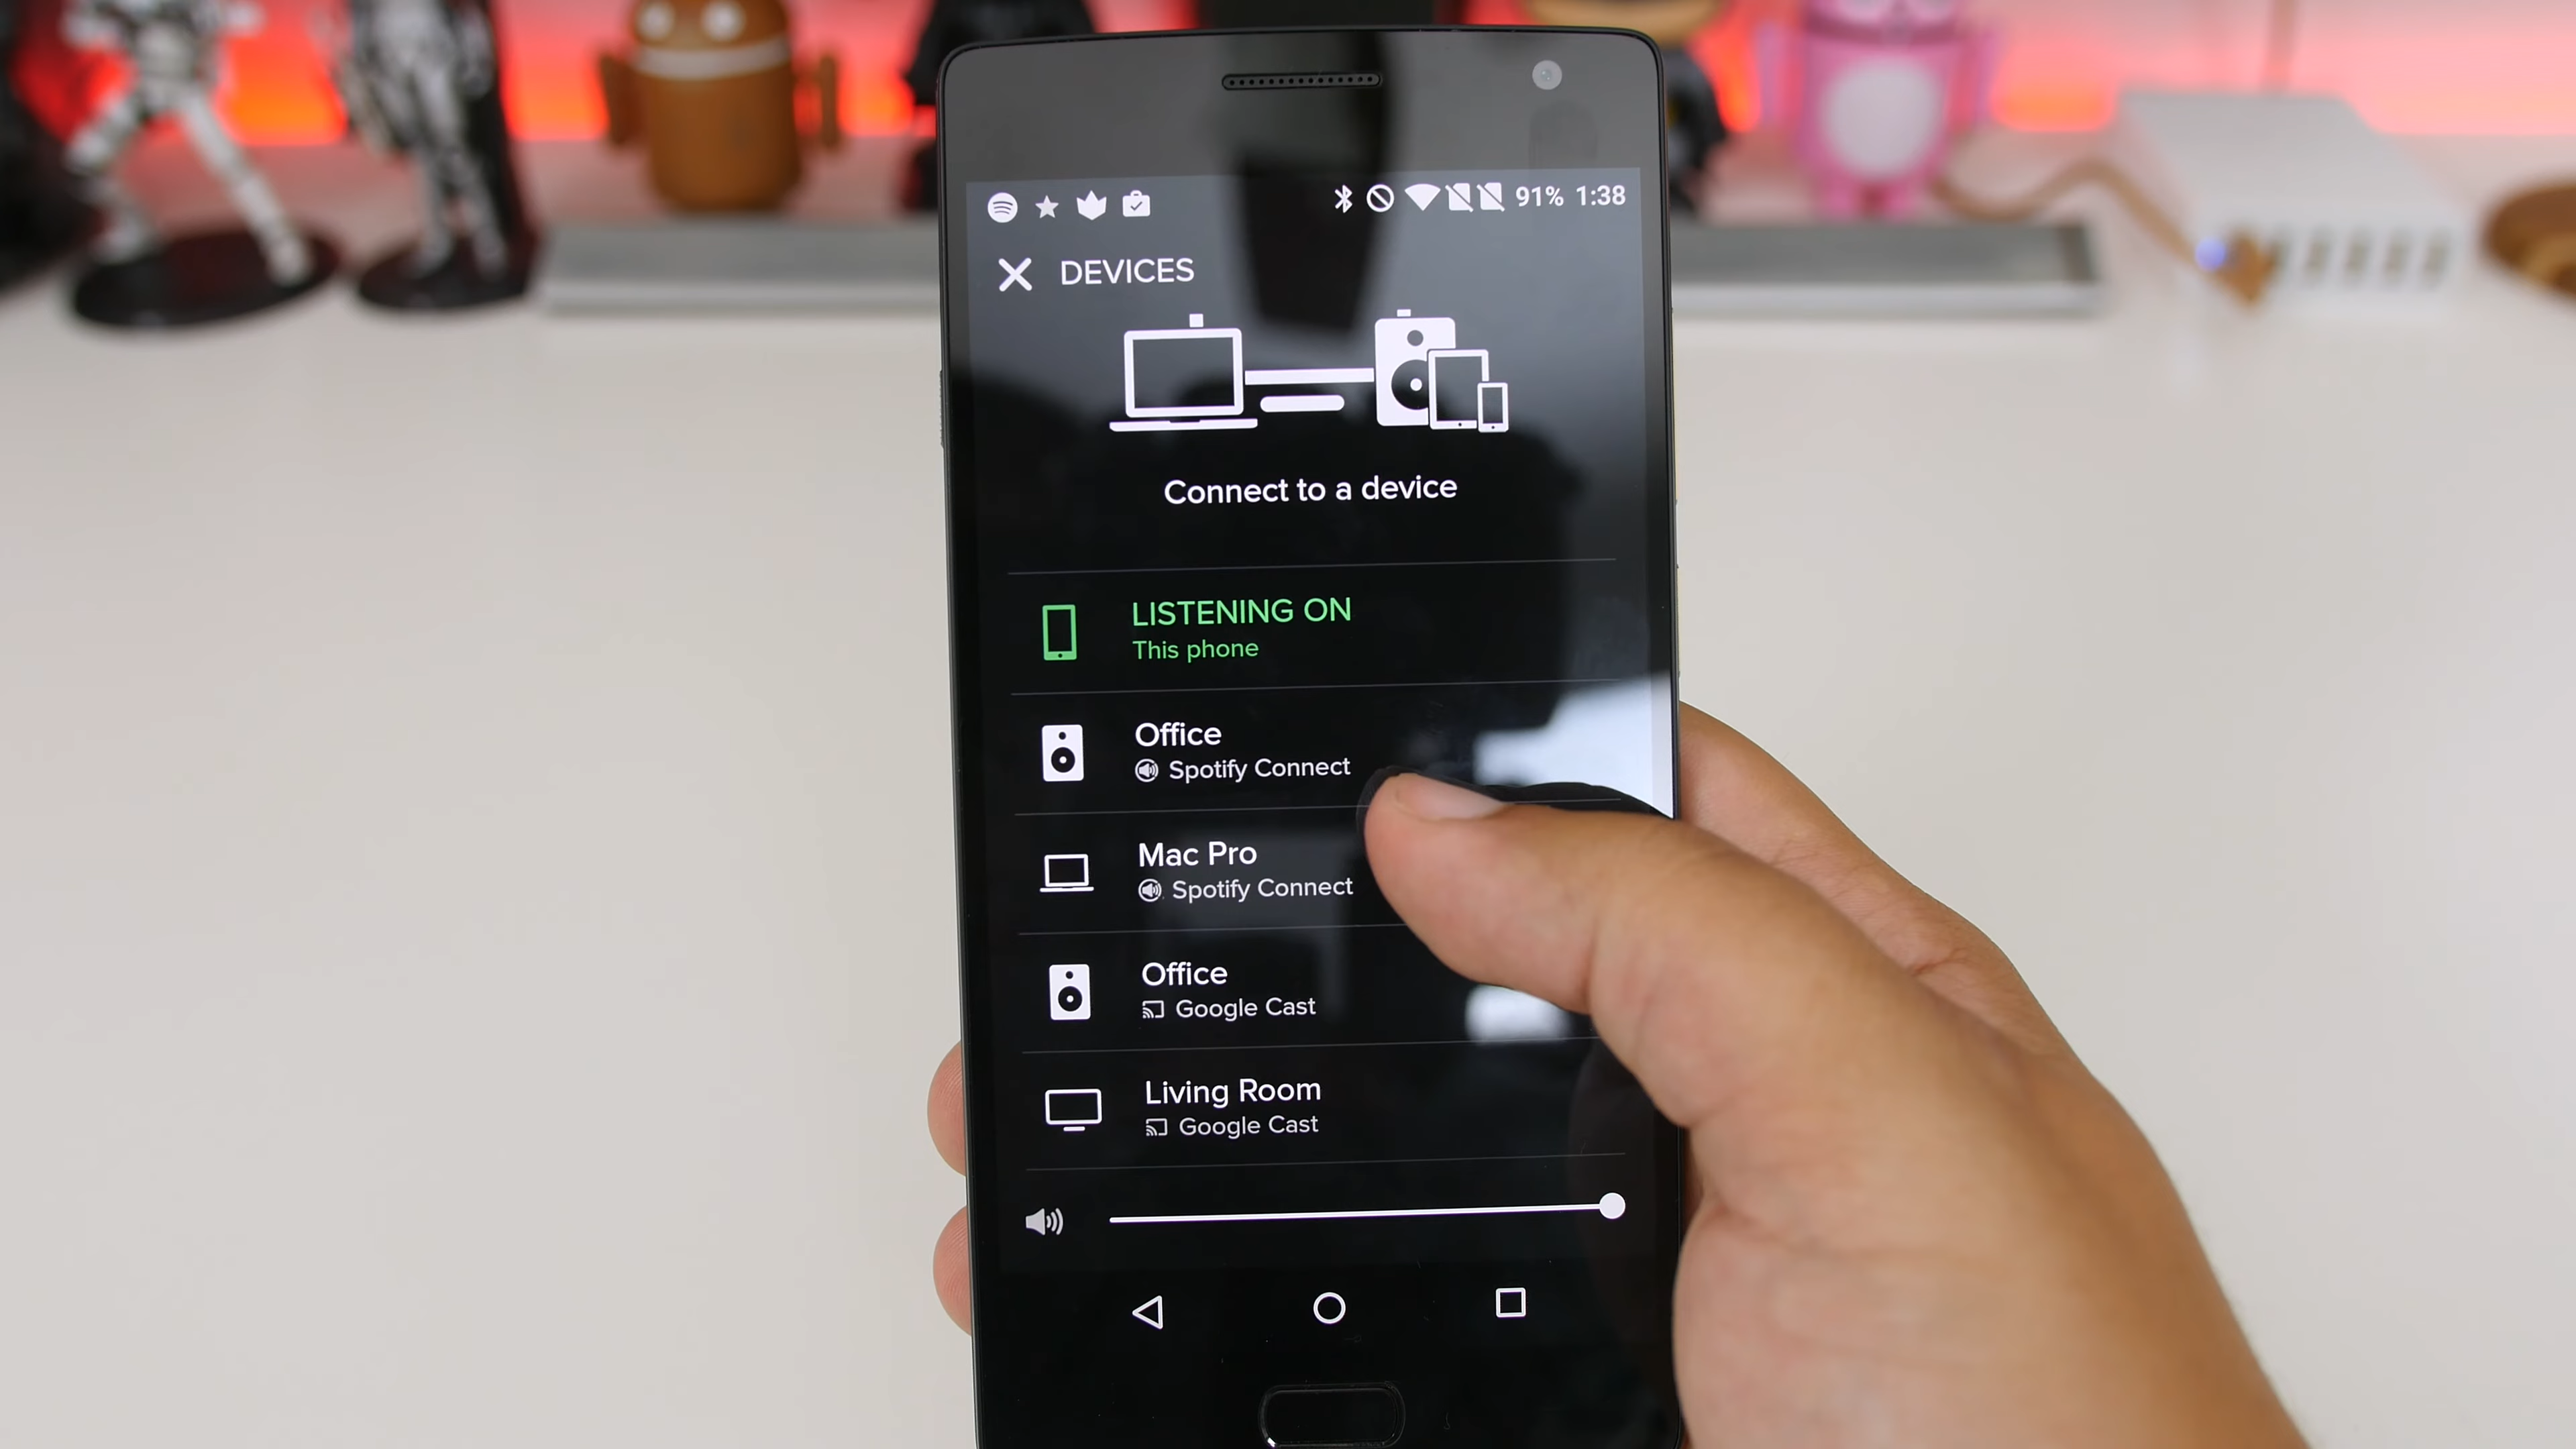 91% 1:38
DEVICES
Connect to a device
LISTENING ON
This phone
Office
Spotify Connect
Mac Pro
Spotify Connect
Office
Google Cast
Living Room
Google Cast